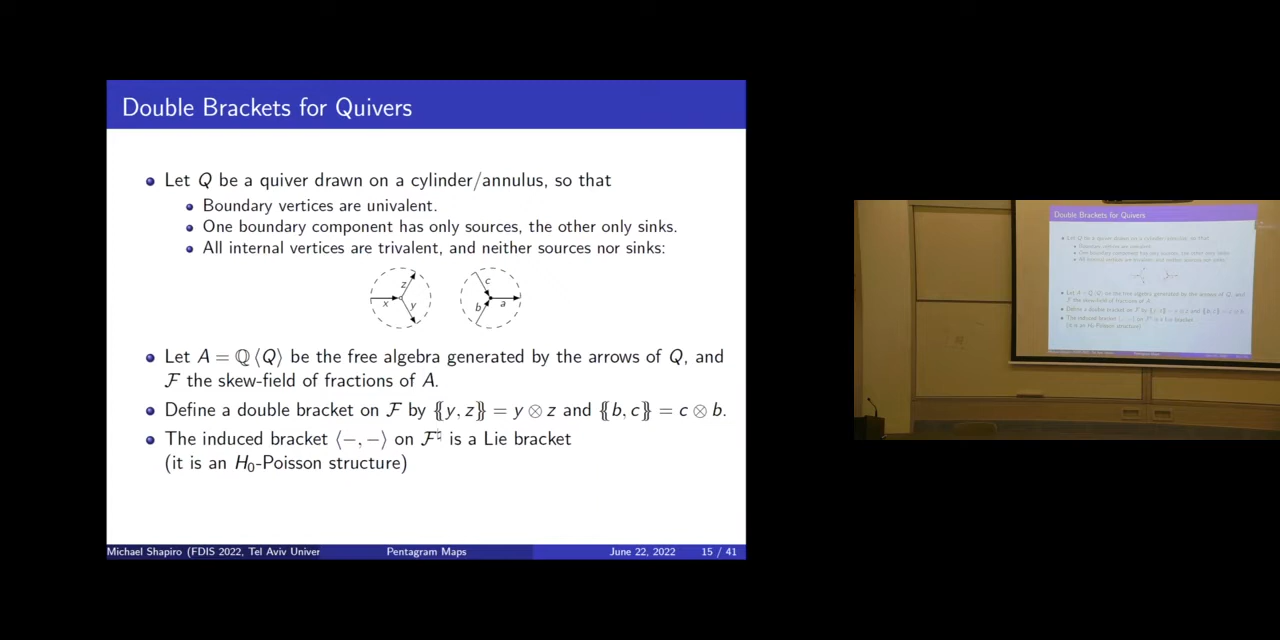 Double Brackets for Quivers
Let Q be a quiver drawn on a cylinder/annulus, so that
Boundary vertices are univalent.
One boundary component has only sources, the other only sinks.
All internal vertices are trivalent, and neither sources nor sinks:
z
x
y
c
b
a
Let A = ℚ⟨Q⟩ be the free algebra generated by the arrows of Q, and
ℱ the skew-field of fractions of A.
Define a double bracket on ℱ by {{y, z}} = y ⊗ z and {{b, c}} = c ⊗ b.
The induced bracket ⟨−, −⟩ on ℱ♮ is a Lie bracket
(it is an H₀-Poisson structure)
Michael Shapiro (FDIS 2022, Tel Aviv Univer
Pentagram Maps
June 22, 2022
15 / 41
Double Brackets for Quivers